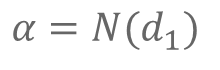 α = N(d₁)